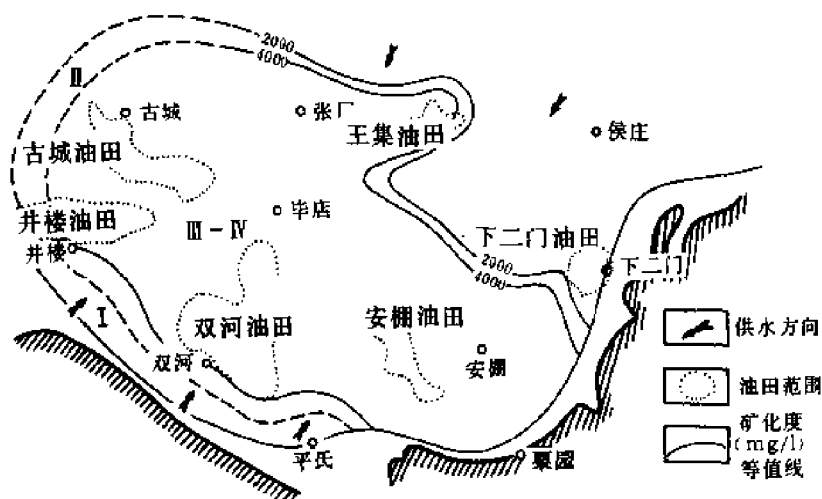 2000
4000
II
古城
张厂
王集油田
侯庄
古城油田
井楼油田
III－IV
毕店
下二门油田
井楼
2000
4000
下二门
I
双河油田
安棚油田
供水方向
双河
安棚
油田范围
平氏
栗园
矿化度
(mg/l)
等值线